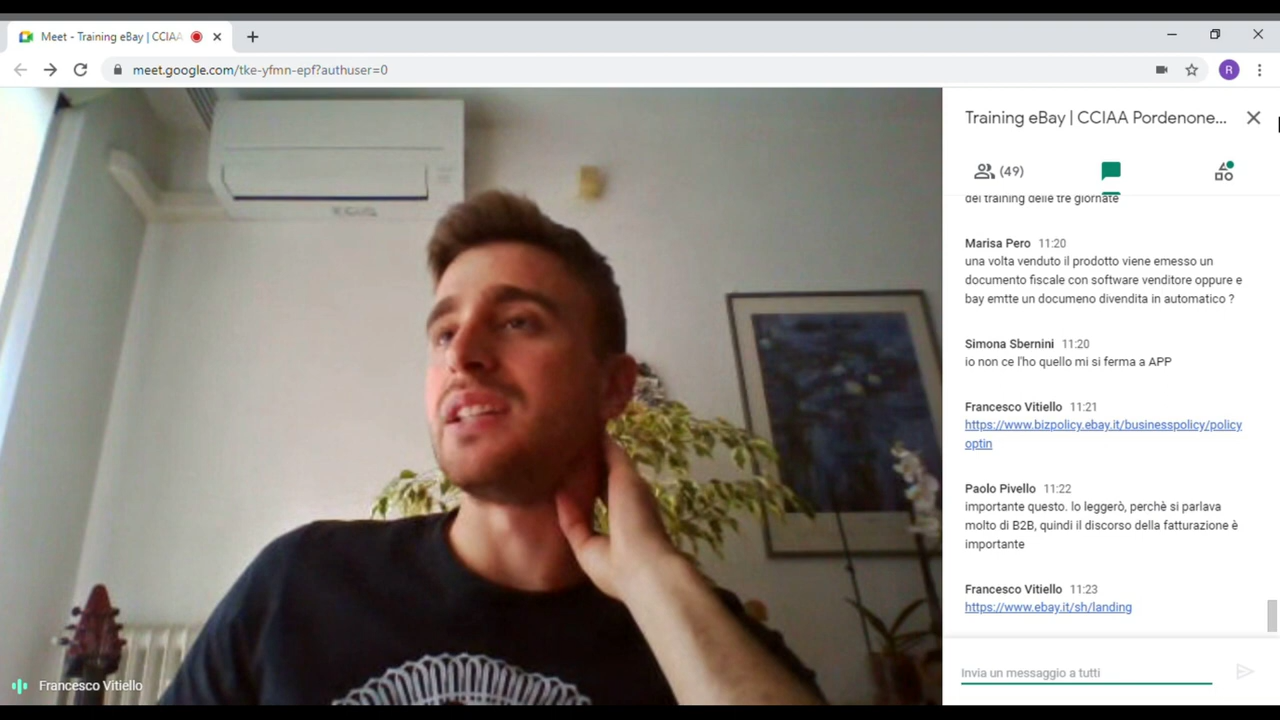 Meet - Training eBay | CCIAA
meet.google.com/tke-yfmn-epf?authuser=0
R
Training eBay | CCIAA Pordenone...
(49)
dei training delle tre giornate
Marisa Pero 11:20
una volta venduto il prodotto viene emesso un
documento fiscale con software venditore oppure e
bay emtte un documeno divendita in automatico ?
Simona Sbernini 11:20
io non ce l'ho quello mi si ferma a APP
Francesco Vitiello 11:21
https://www.bizpolicy.ebay.it/businesspolicy/policy
optin
Paolo Pivello 11:22
importante questo. lo leggerò, perchè si parlava
molto di B2B, quindi il discorso della fatturazione è
importante
Francesco Vitiello 11:23
https://www.ebay.it/sh/landing
Invia un messaggio a tutti
Francesco Vitiello